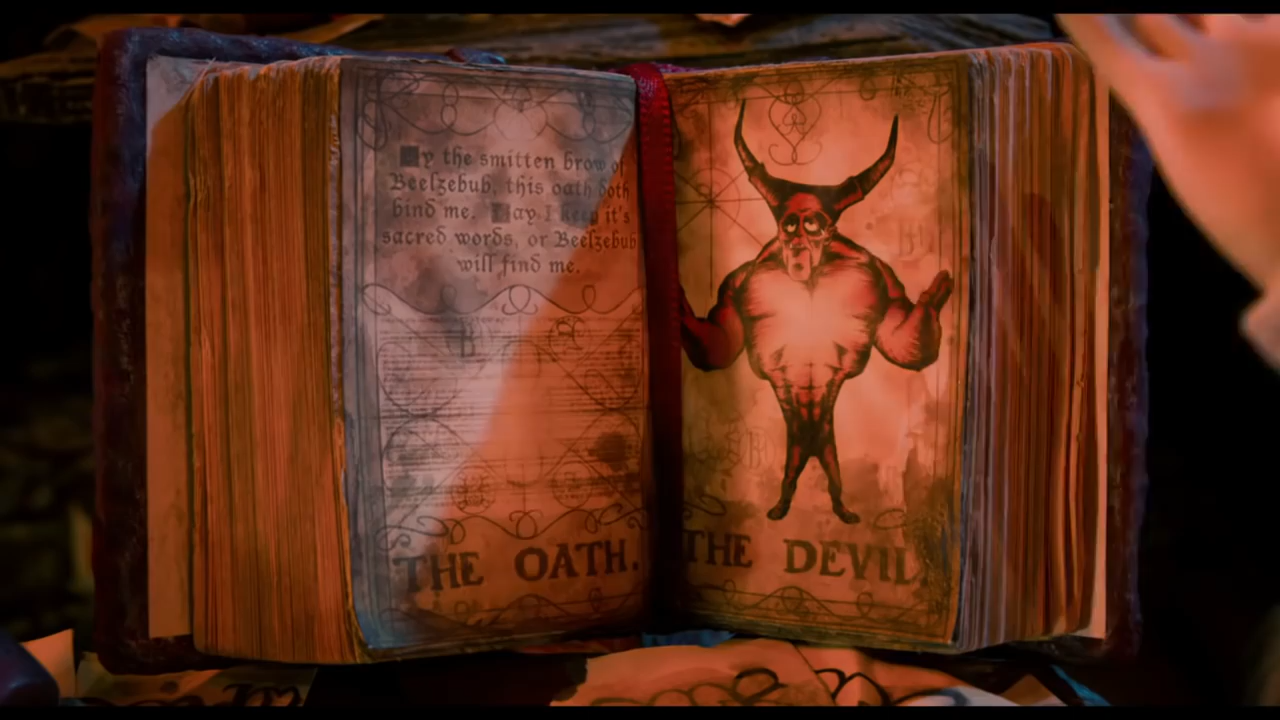 By the smitten brow of
Beelzebub, this oath doth
bind me. May I keep it's
sacred words, or Beelzebub
will find me.
THE OATH.
THE DEVIL.